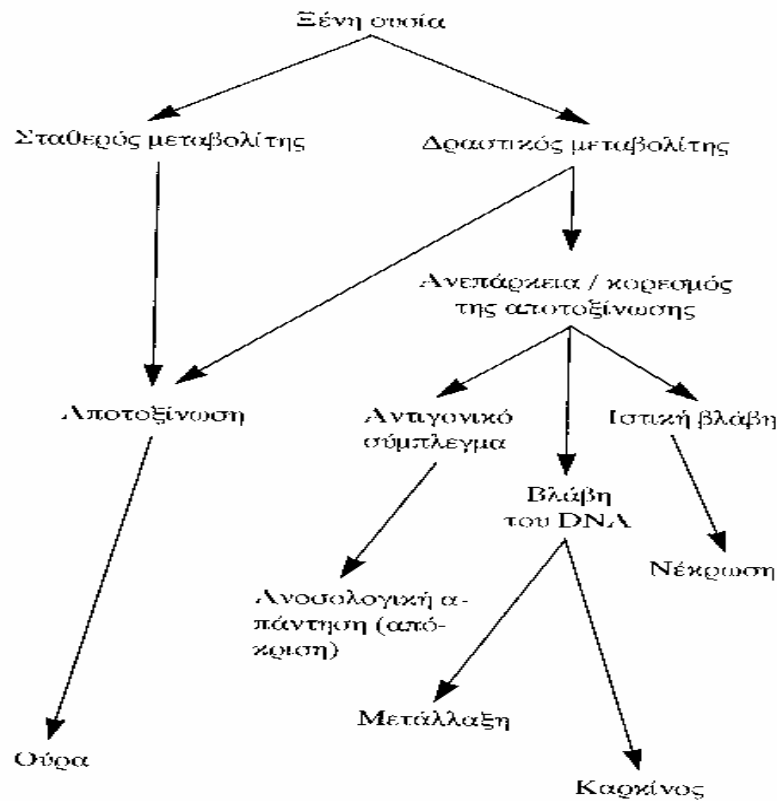 Ξένη ουσία
Σταθερός μεταβολίτης
Δραστικός μεταβολίτης
Ανεπάρκεια / κορεσμός
της αποτοξίνωσης
Αποτοξίνωση
Αντιγονικό
σύμπλεγμα
Ιστική βλάβη
Βλάβη
του DNA
Νέκρωση
Ανοσολογική α-
πάντηση (από-
κριση)
Μετάλλαξη
Ούρα
Καρκίνος